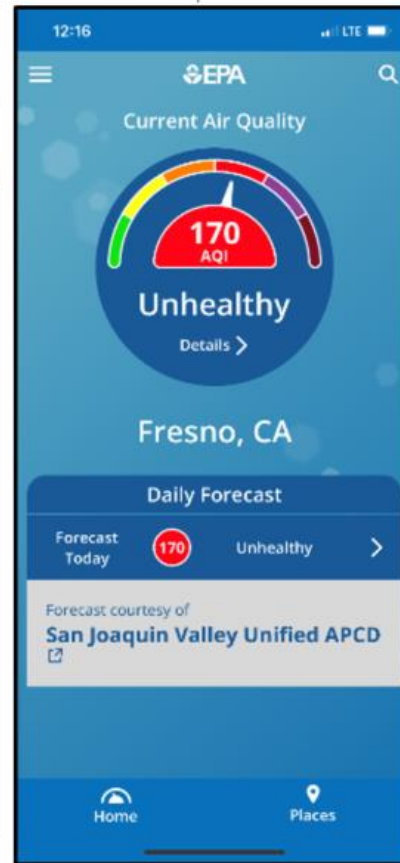 12:16 LTE
EPA
Current Air Quality
170
AQI
Unhealthy
Details
Fresno, CA
Daily Forecast
Forecast
Today
170
Unhealthy
Forecast courtesy of
San Joaquin Valley Unified APCD
Home
Places